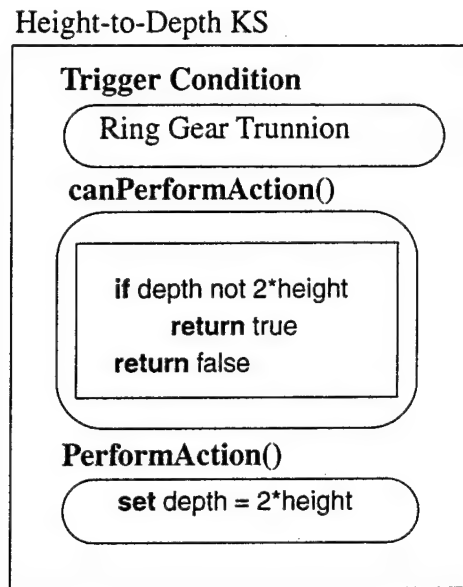 Height-to-Depth KS
Trigger Condition
Ring Gear Trunnion
canPerformAction()
if depth not 2*height
return true
return false
PerformAction()
set depth = 2*height